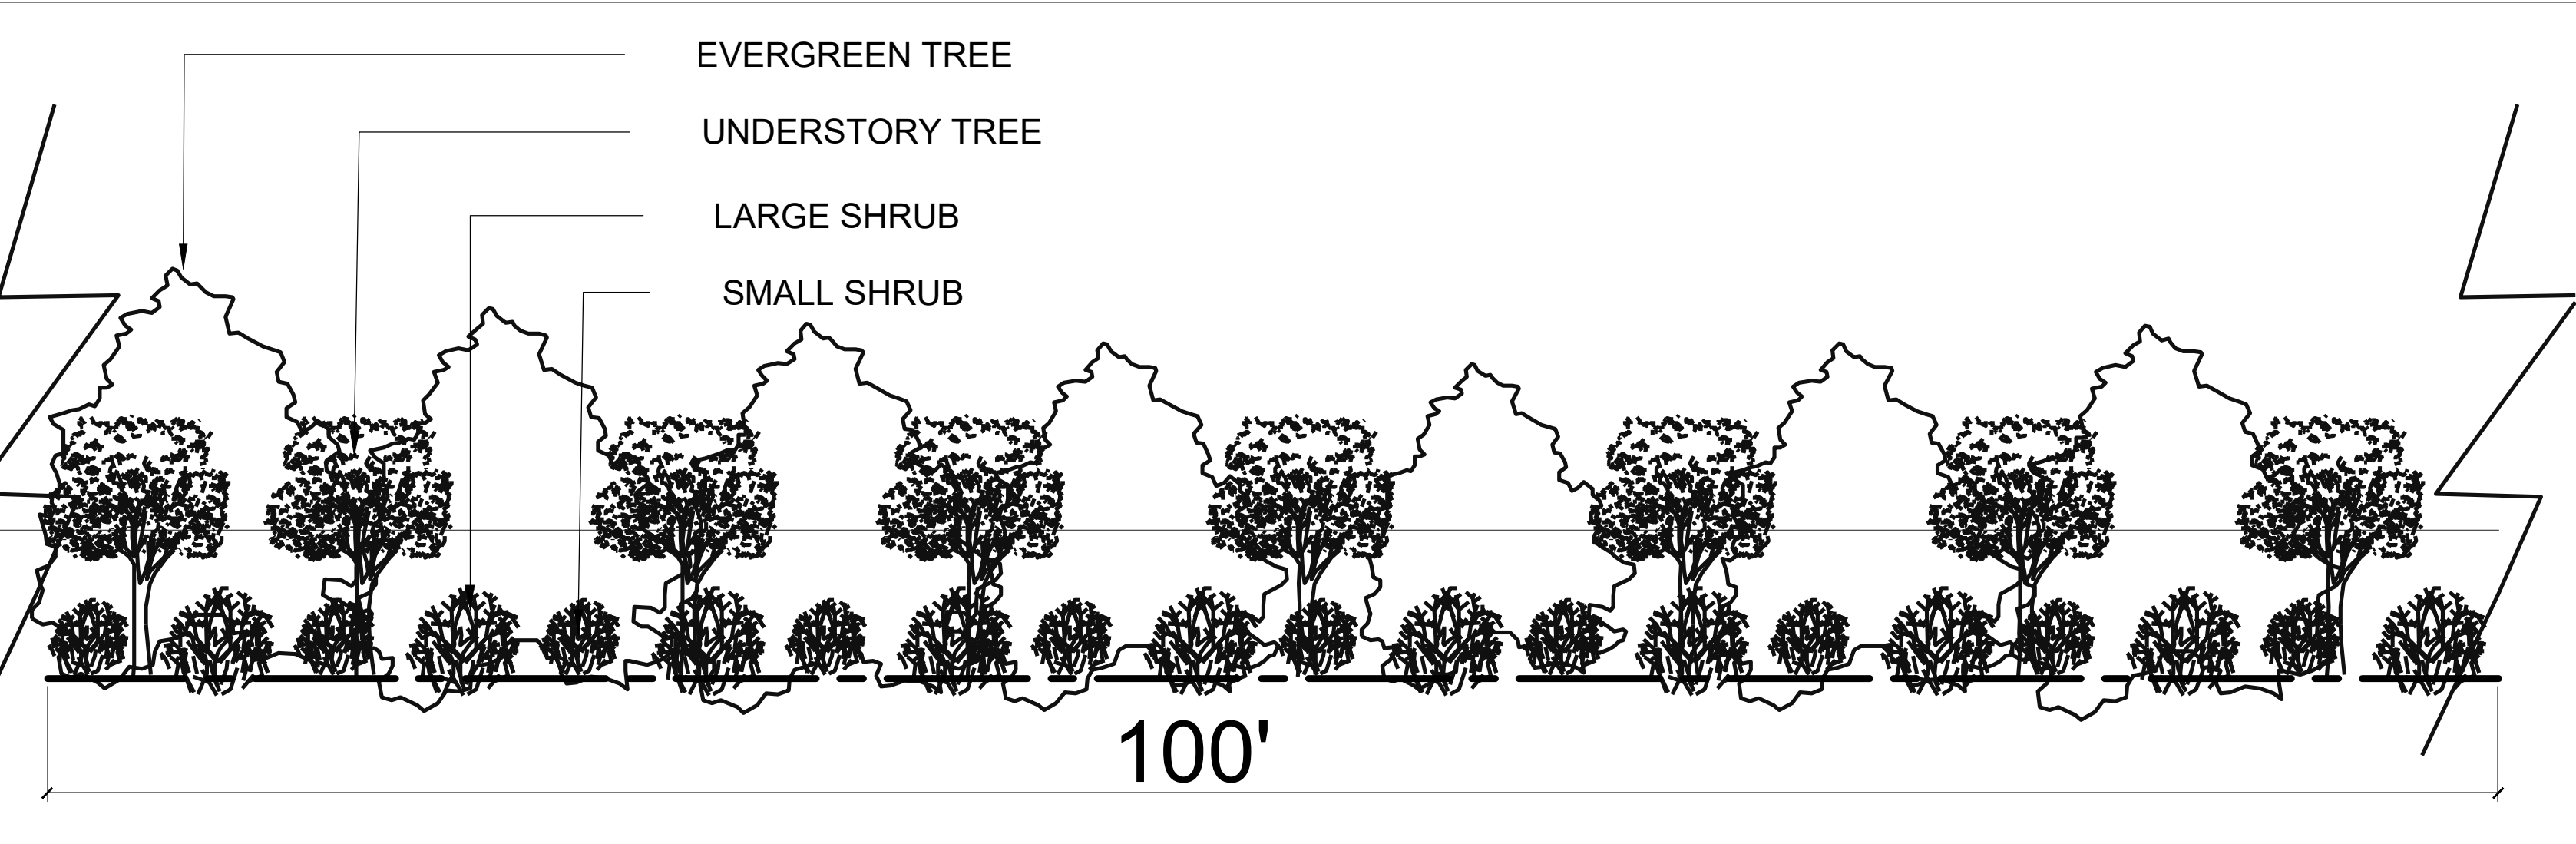 EVERGREEN TREE
UNDERSTORY TREE
LARGE SHRUB
SMALL SHRUB
100'